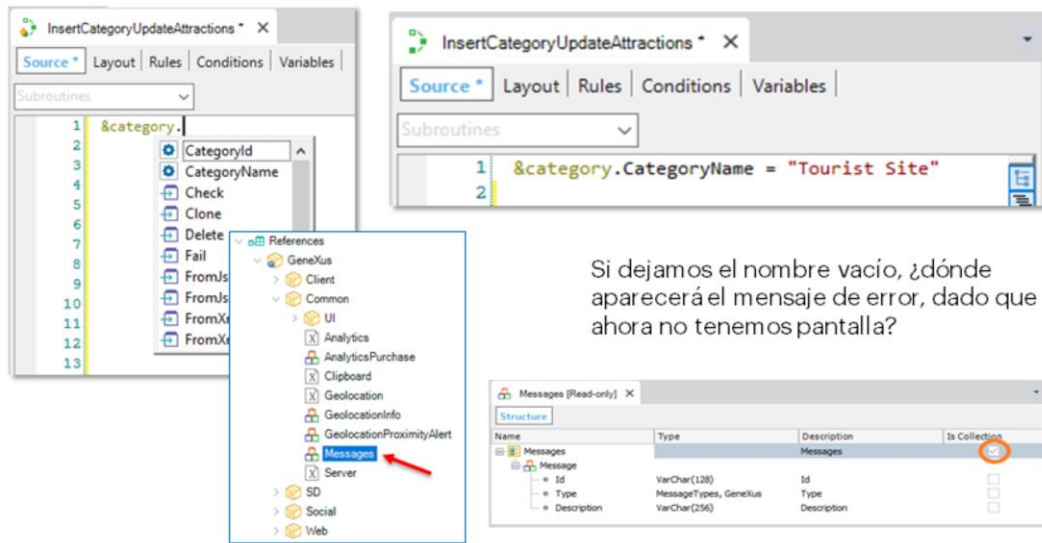 InsertCategoryUpdateAttractions * X
Source * Layout Rules Conditions Variables
Subroutines
1 &category.
2
3
4
5
6
7
8
9
10
11
12
13
CategoryId
CategoryName
Check
Clone
Delete
Fail
FromJs
FromJs
FromX
FromX
InsertCategoryUpdateAttractions * X
Source * Layout Rules Conditions Variables
Subroutines
1 &category.CategoryName = "Tourist Site"
2
References
GeneXus
Client
Common
UI
Analytics
AnalyticsPurchase
Clipboard
Geolocation
GeolocationInfo
GeolocationProximityAlert
Messages
Server
SD
Social
Web
Si dejamos el nombre vacío, ¿dónde
aparecerá el mensaje de error, dado que
ahora no tenemos pantalla?
Messages [Read-only] X
Structure
Name Type Description Is Collection
Messages Messages
Message
Id VarChar(128) Id
Type MessageTypes, GeneXus Type
Description VarChar(256) Description